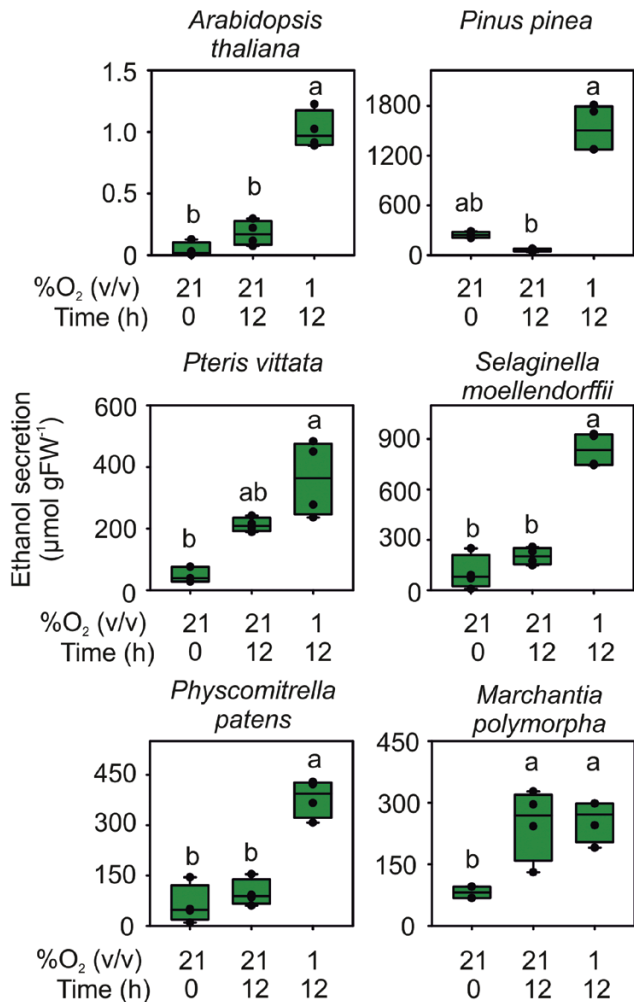 Arabidopsis thaliana
Pinus pinea
1.5
1.0
0.5
0
b
b
a
1800
1200
600
0
ab
b
a
%O₂ (v/v) 21 21 1
Time (h) 0 12 12
21 21 1
0 12 12
Pteris vittata
Selaginella moellendorffii
Ethanol secretion
(μmol gFW⁻¹)
600
400
200
0
b
ab
a
900
600
300
0
b
b
a
%O₂ (v/v) 21 21 1
Time (h) 0 12 12
21 21 1
0 12 12
Physcomitrella patens
Marchantia polymorpha
450
300
150
0
b
b
a
450
300
150
0
b
a
a
%O₂ (v/v) 21 21 1
Time (h) 0 12 12
21 21 1
0 12 12